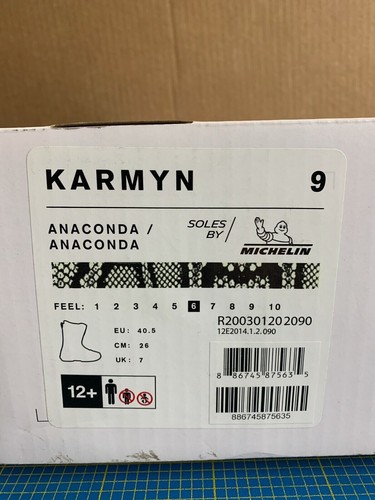 KARMYN 9
ANACONDA /
ANACONDA
SOLES
BY
MICHELIN
FEEL: 1 2 3 4 5 6 7 8 9 10
R200301202090
12E2014.1.2.090
EU: 40.5
CM: 26
UK: 7
8 86745 87563 5
12+
886745875635